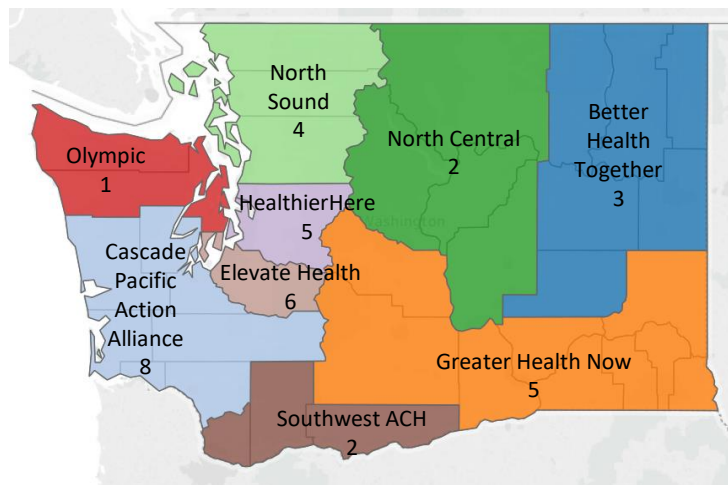 North
Sound
4
Better
Health
Together
3
North Central
2
Olympic
1
HealthierHere
5
Washington
Cascade
Pacific
Action
Alliance
8
Elevate Health
6
Greater Health Now
5
Southwest ACH
2